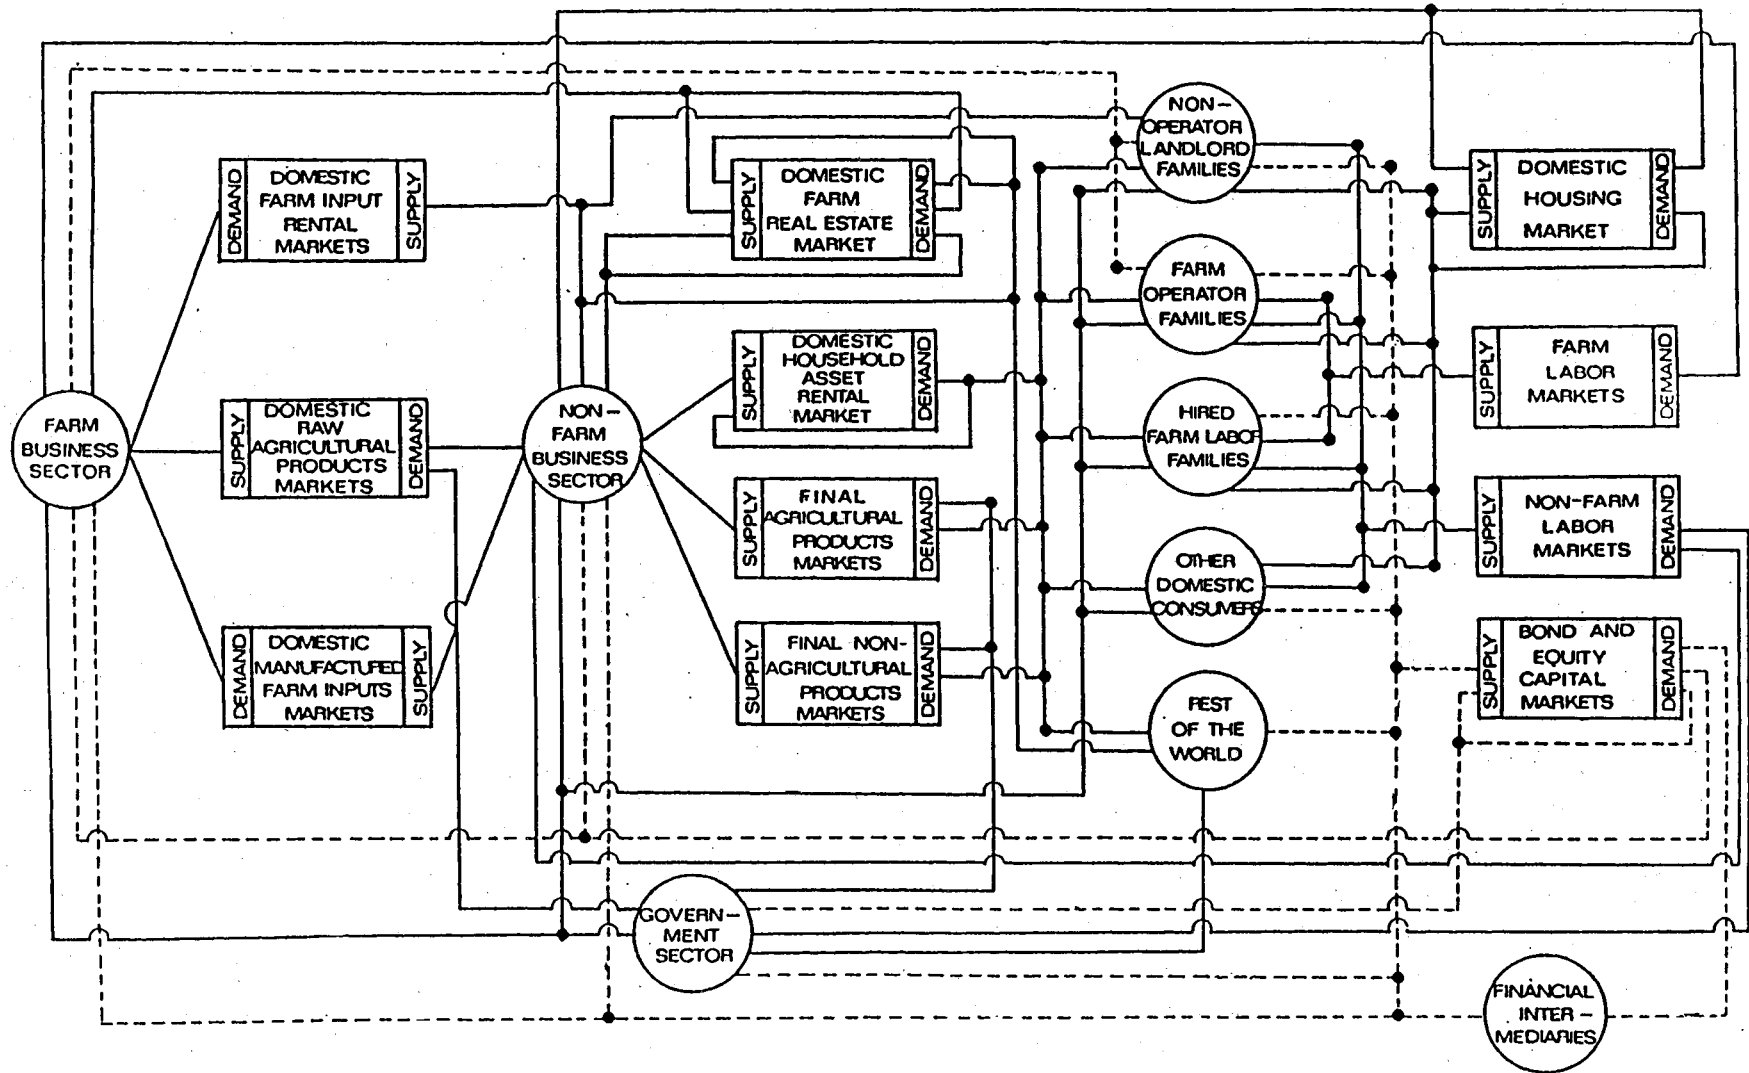 FARM
BUSINESS
SECTOR
DEMAND
DOMESTIC
FARM INPUT
RENTAL
MARKETS
SUPPLY
SUPPLY
DOMESTIC
RAW
AGRICULTURAL
PRODUCTS
MARKETS
DEMAND
DEMAND
DOMESTIC
MANUFACTURED
FARM INPUTS
MARKETS
SUPPLY
NON-
FARM
BUSINESS
SECTOR
SUPPLY
DOMESTIC
FARM
REAL ESTATE
MARKET
DEMAND
SUPPLY
DOMESTIC
HOUSEHOLD
ASSET
RENTAL
MARKET
DEMAND
SUPPLY
FINAL
AGRICULTURAL
PRODUCTS
MARKETS
DEMAND
SUPPLY
FINAL NON-
AGRICULTURAL
PRODUCTS
MARKETS
DEMAND
GOVERN-
MENT
SECTOR
NON-
OPERATOR
LANDLORD
FAMILIES
FARM
OPERATOR
FAMILIES
HIRED
FARM LABOR
FAMILIES
OTHER
DOMESTIC
CONSUMERS
REST
OF THE
WORLD
SUPPLY
DOMESTIC
HOUSING
MARKET
DEMAND
SUPPLY
FARM
LABOR
MARKETS
DEMAND
SUPPLY
NON-FARM
LABOR
MARKETS
DEMAND
SUPPLY
BOND AND
EQUITY
CAPITAL
MARKETS
DEMAND
FINANCIAL
INTER-
MEDIARIES